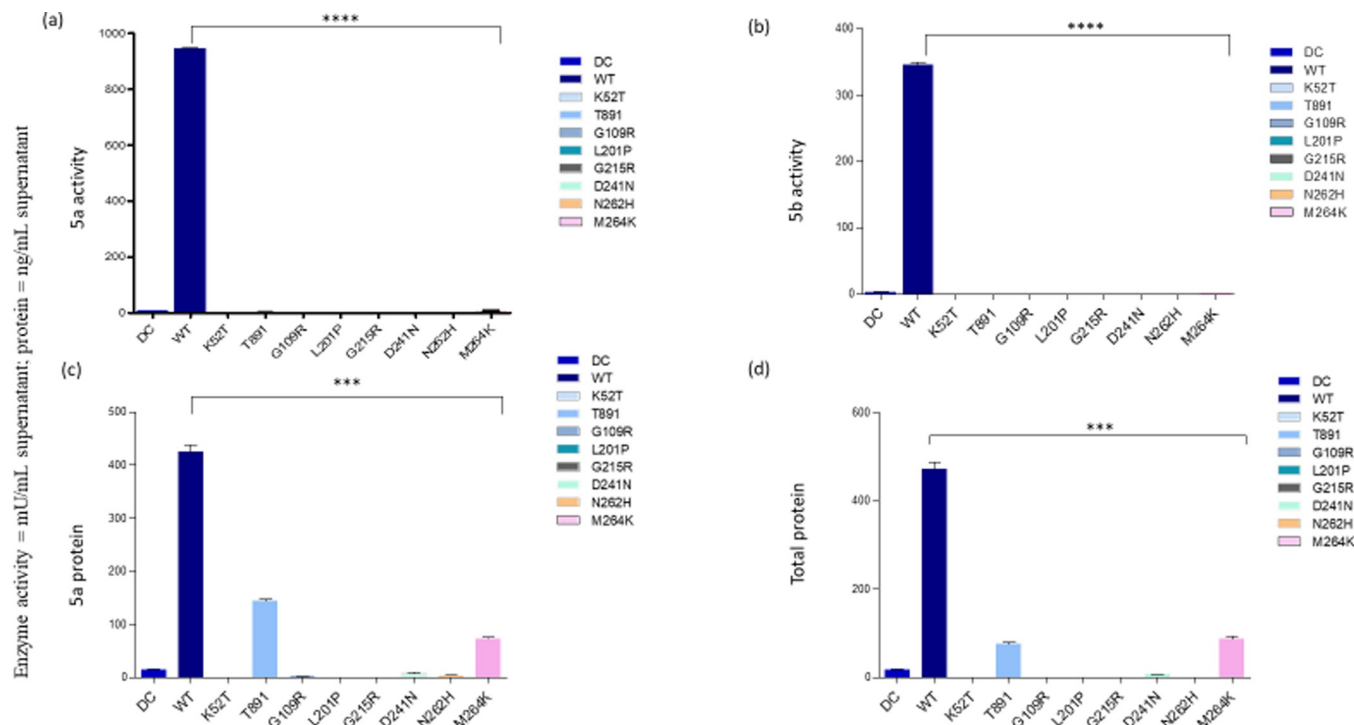 Enzyme activity = mU/mL supernatant; protein = ng/mL supernatant
(a)
****
5a activity
1000
800
600
400
200
0
DC
WT
K52T
T891
G109R
L201P
G215R
D241N
N262H
M264K
DC
WT
K52T
T891
G109R
L201P
G215R
D241N
N262H
M264K
(b)
****
5b activity
400
300
200
100
0
DC
WT
K52T
T891
G109R
L201P
G215R
D241N
N262H
M264K
DC
WT
K52T
T891
G109R
L201P
G215R
D241N
N262H
M264K
(c)
***
5a protein
500
400
300
200
100
0
DC
WT
K52T
T891
G109R
L201P
G215R
D241N
N262H
M264K
DC
WT
K52T
T891
G109R
L201P
G215R
D241N
N262H
M264K
(d)
***
Total protein
600
400
200
0
DC
WT
K52T
T891
G109R
L201P
G215R
D241N
N262H
M264K
DC
WT
K52T
T891
G109R
L201P
G215R
D241N
N262H
M264K